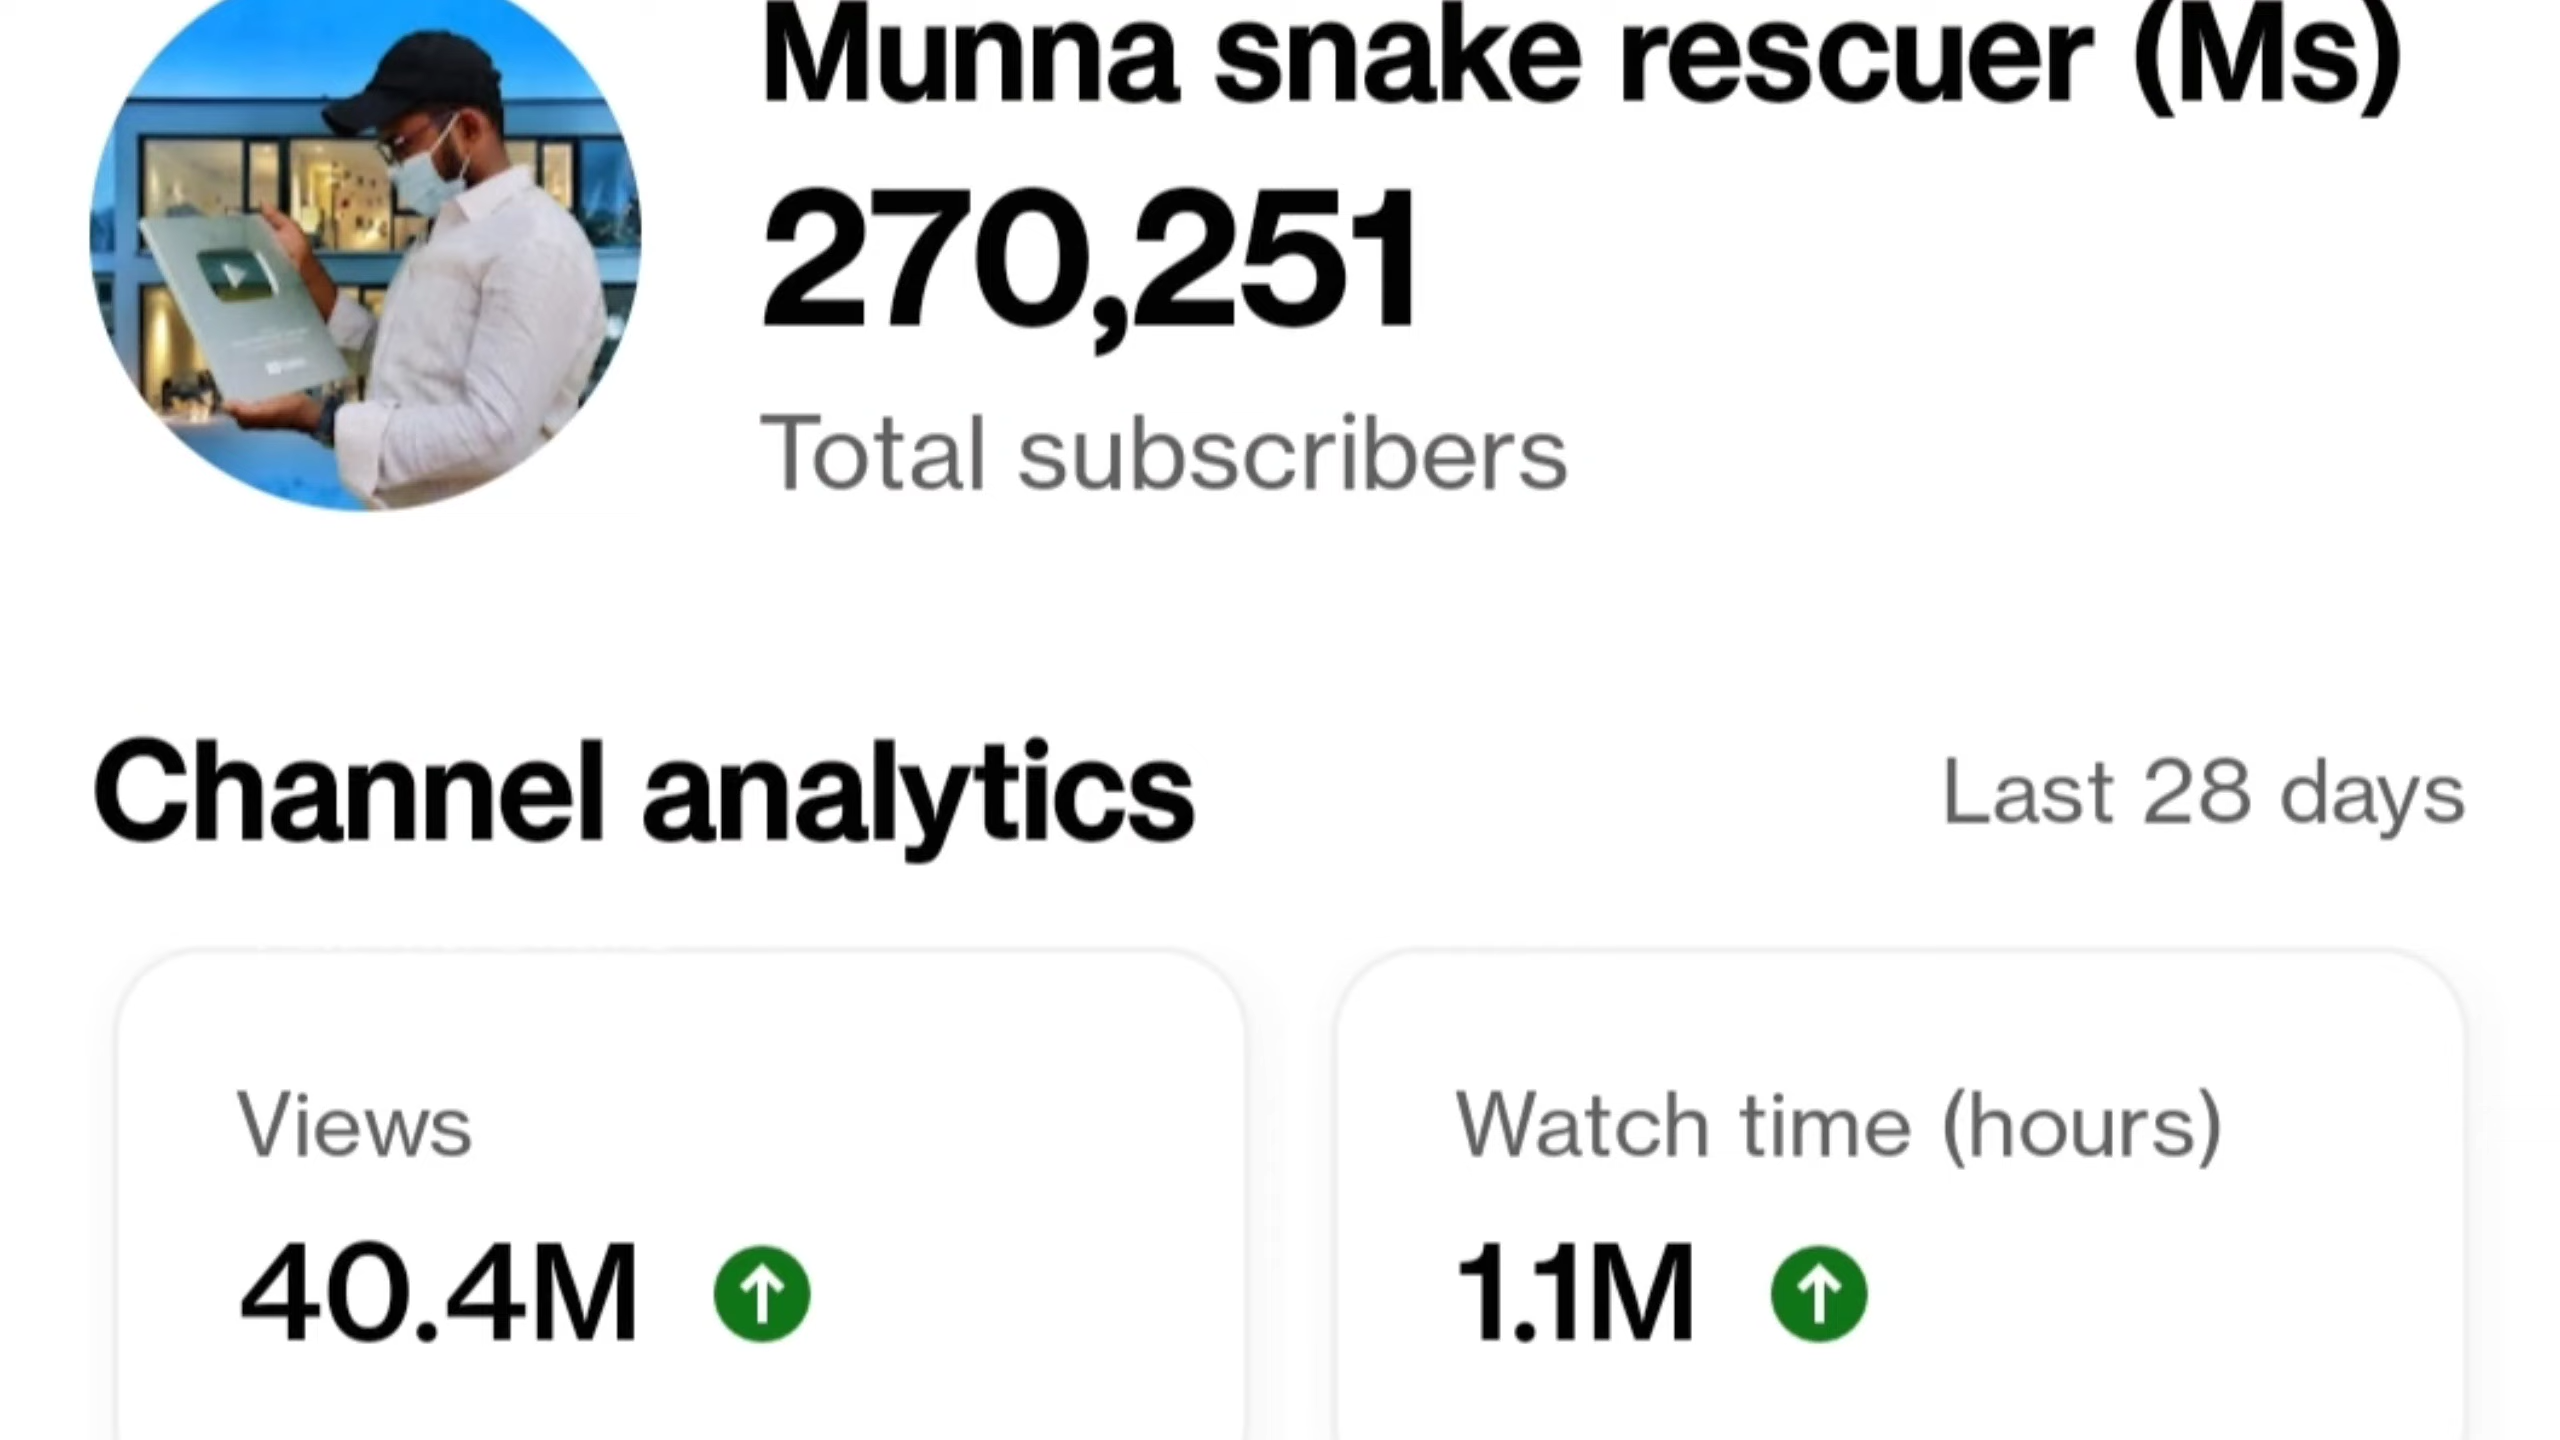 Munna snake rescuer (Ms)
270,251
Total subscribers
Channel analytics
Last 28 days
Views
Watch time (hours)
40.4M
1.1M